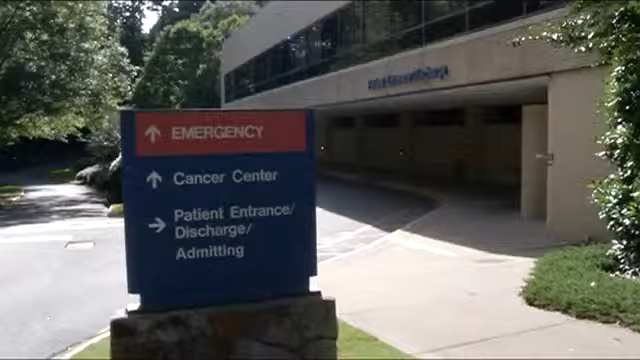 EMERGENCY
Cancer Center
Patient Entrance/
Discharge/
Admitting